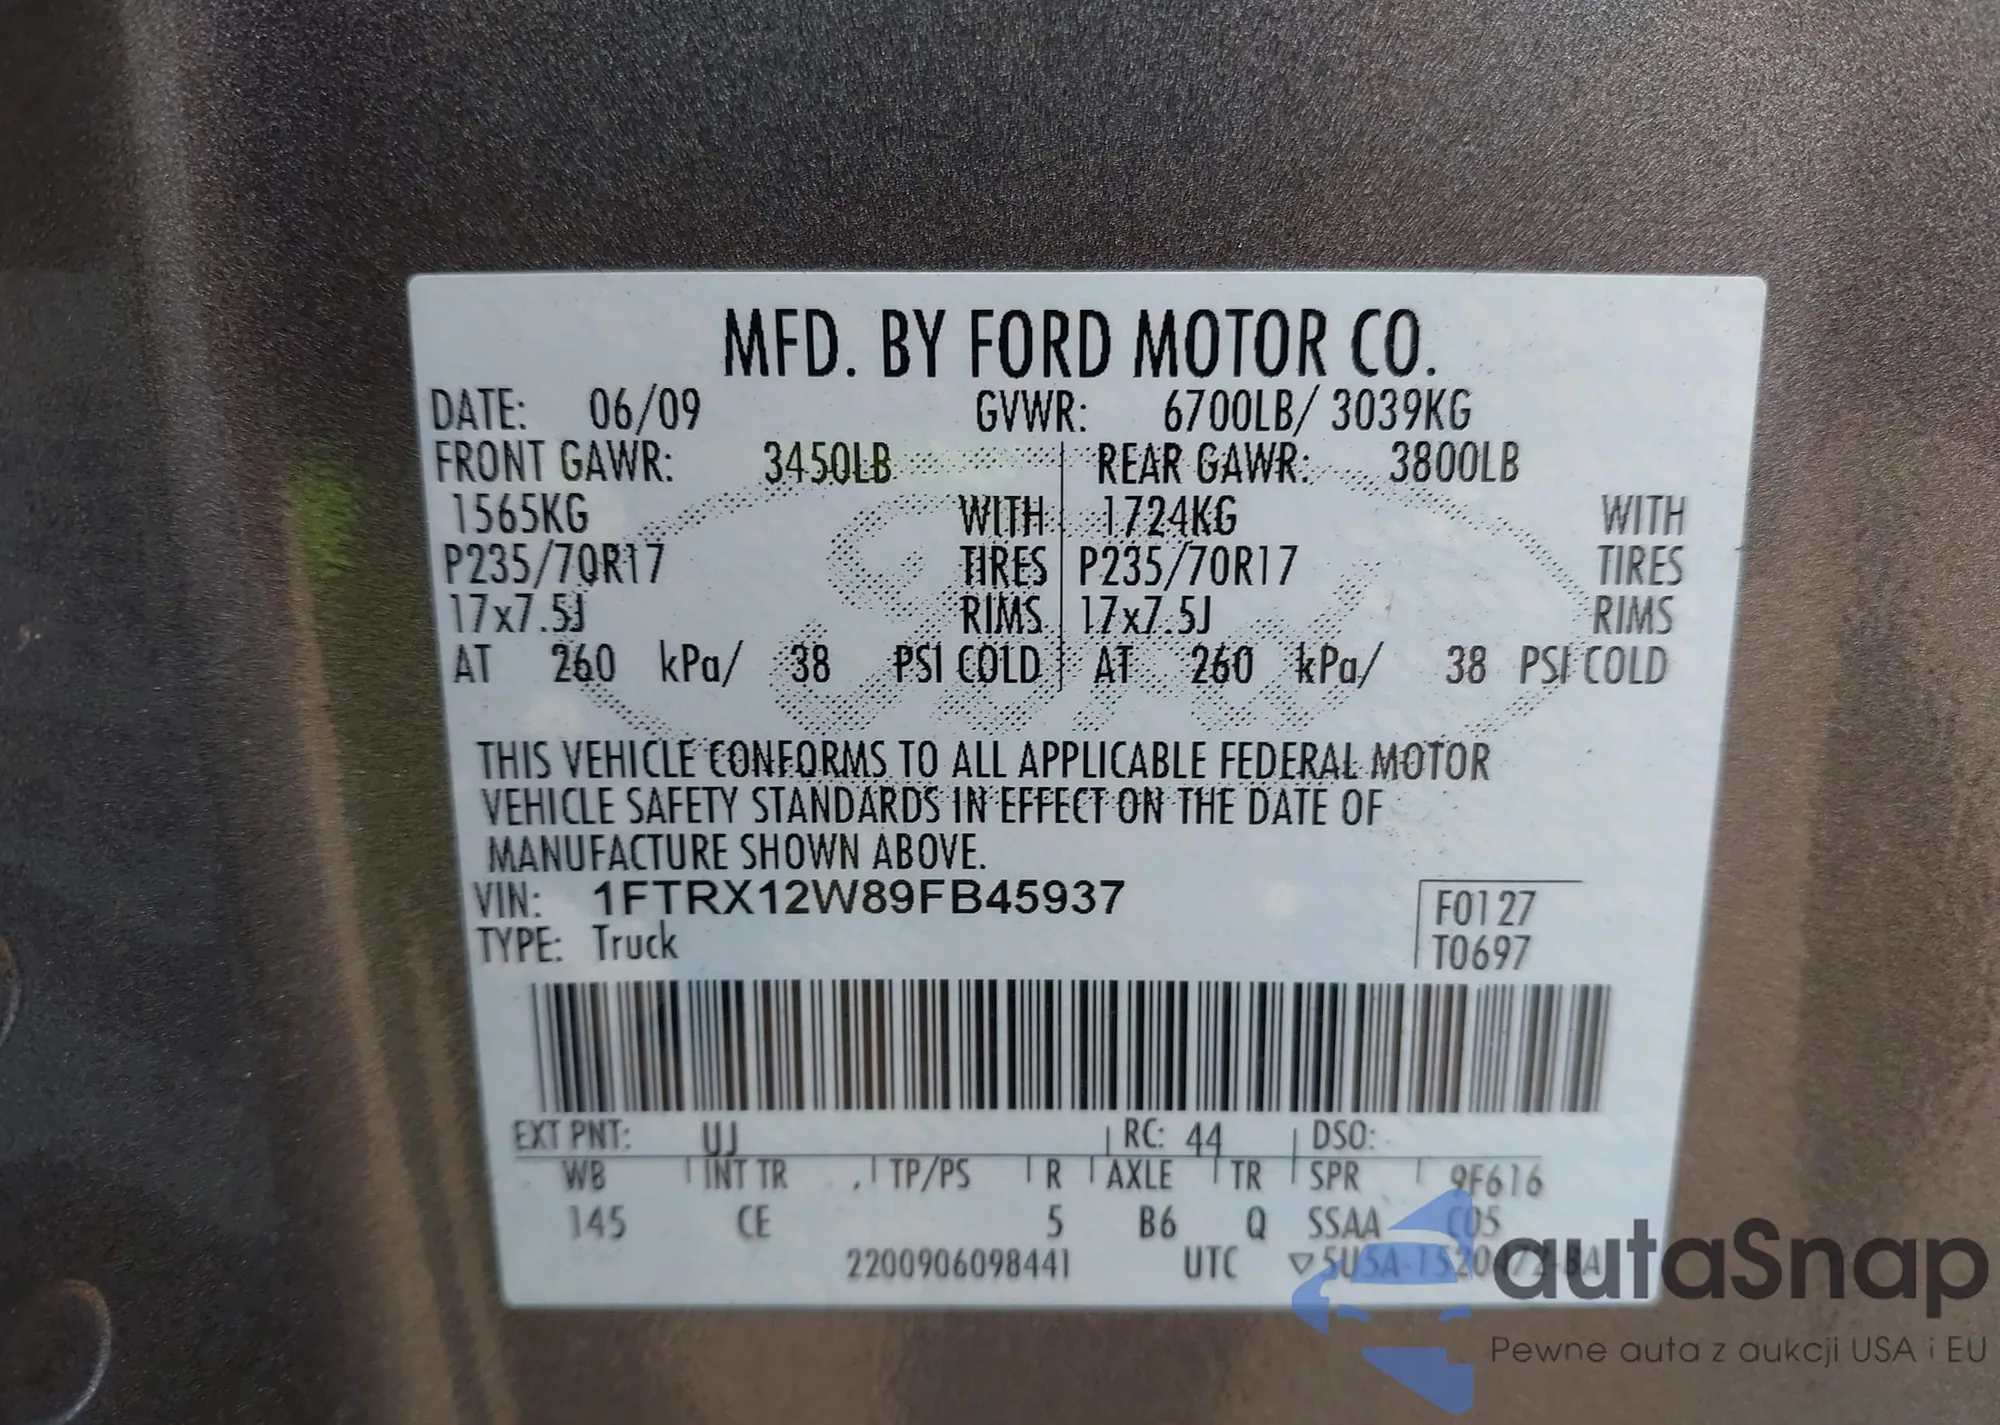 MFD. BY FORD MOTOR CO.
DATE: 06/09 GVWR: 6700LB/ 3039KG
FRONT GAWR: 3450LB REAR GAWR: 3800LB
1565KG WITH 1724KG WITH
P235/70R17 TIRES P235/70R17 TIRES
17x7.5J RIMS 17x7.5J RIMS
AT 260 kPa/ 38 PSI COLD AT 260 kPa/ 38 PSI COLD
THIS VEHICLE CONFORMS TO ALL APPLICABLE FEDERAL MOTOR
VEHICLE SAFETY STANDARDS IN EFFECT ON THE DATE OF
MANUFACTURE SHOWN ABOVE.
VIN: 1FTRX12W89FB45937 F0127
TYPE: Truck T0697
EXT PNT: UJ RC: 44 DSO:
WB INT TR TP/PS R AXLE TR SPR 9F616
145 CE 5 B6 Q SSAA C05
2200906098441 UTC ▽5U5A-1520472-BA
autaSnap
Pewne auta z aukcji USA i EU